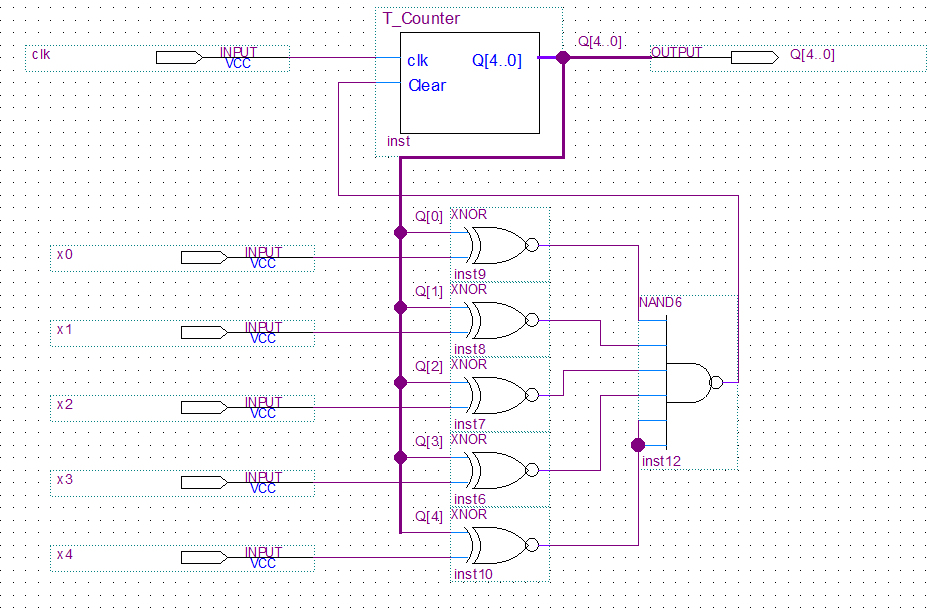 T_Counter
clk INPUT VCC
clk Q[4..0]
Clear
inst
Q[4..0]
OUTPUT Q[4..0]
Q[0] XNOR
x0 INPUT VCC
inst9
Q[1] XNOR
x1 INPUT VCC
inst8
NAND6
Q[2] XNOR
x2 INPUT VCC
inst7
Q[3] XNOR
inst12
x3 INPUT VCC
inst6
Q[4] XNOR
x4 INPUT VCC
inst10